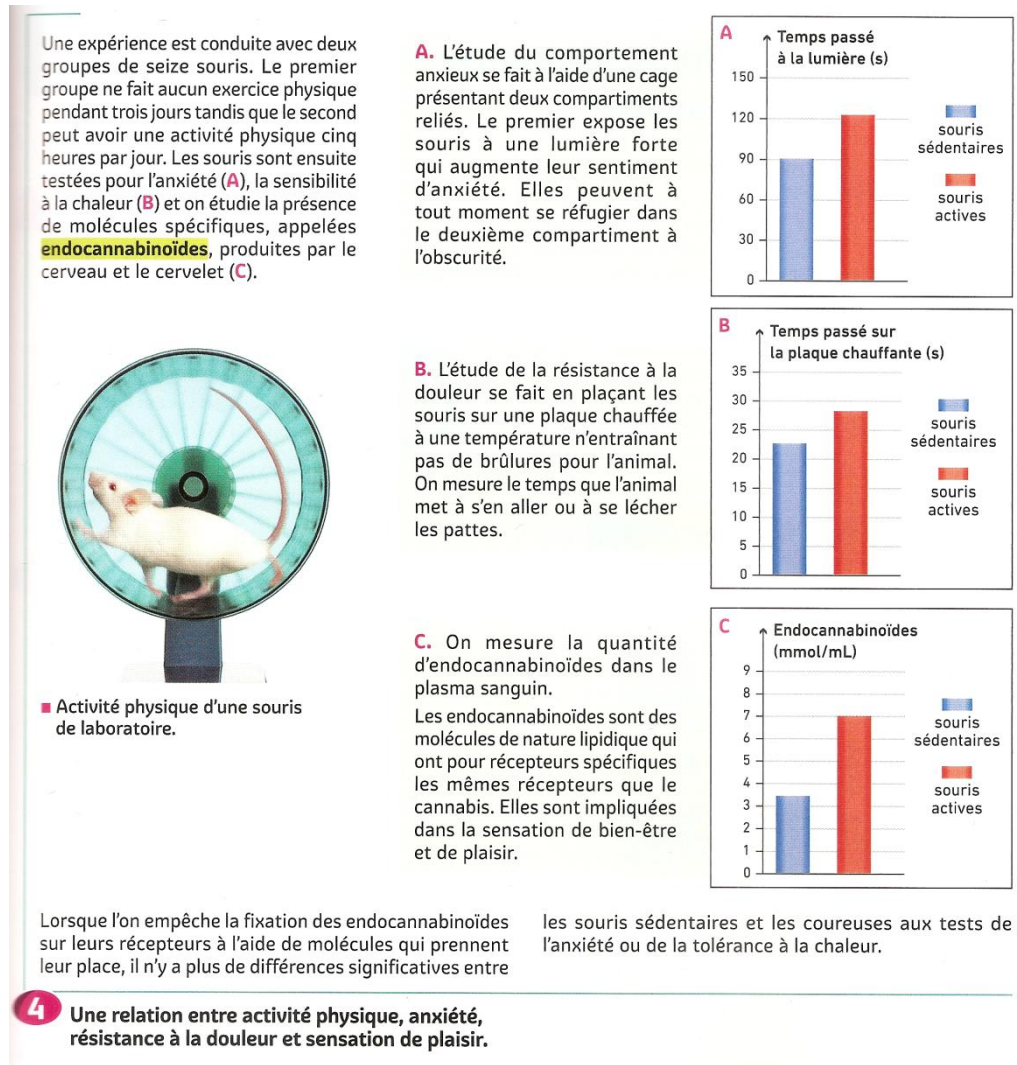 Une expérience est conduite avec deux
groupes de seize souris. Le premier
groupe ne fait aucun exercice physique
pendant trois jours tandis que le second
peut avoir une activité physique cinq
heures par jour. Les souris sont ensuite
testées pour l'anxiété (A), la sensibilité
à la chaleur (B) et on étudie la présence
de molécules spécifiques, appelées
endocannabinoïdes, produites par le
cerveau et le cervelet (C).
A. L'étude du comportement
anxieux se fait à l'aide d'une cage
présentant deux compartiments
reliés. Le premier expose les
souris à une lumière forte
qui augmente leur sentiment
d'anxiété. Elles peuvent à
tout moment se réfugier dans
le deuxième compartiment à
l'obscurité.
A
Temps passé
à la lumière (s)
150
120
90
60
30
0
souris
sédentaires
souris
actives
Activité physique d'une souris
de laboratoire.
B. L'étude de la résistance à la
douleur se fait en plaçant les
souris sur une plaque chauffée
à une température n'entraînant
pas de brûlures pour l'animal.
On mesure le temps que l'animal
met à s'en aller ou à se lécher
les pattes.
B
Temps passé sur
la plaque chauffante (s)
35
30
25
20
15
10
5
0
souris
sédentaires
souris
actives
C. On mesure la quantité
d'endocannabinoïdes dans le
plasma sanguin.
Les endocannabinoïdes sont des
molécules de nature lipidique qui
ont pour récepteurs spécifiques
les mêmes récepteurs que le
cannabis. Elles sont impliquées
dans la sensation de bien-être
et de plaisir.
C
Endocannabinoïdes
(mmol/mL)
9
8
7
6
5
4
3
2
1
0
souris
sédentaires
souris
actives
Lorsque l'on empêche la fixation des endocannabinoïdes
sur leurs récepteurs à l'aide de molécules qui prennent
leur place, il n'y a plus de différences significatives entre
les souris sédentaires et les coureuses aux tests de
l'anxiété ou de la tolérance à la chaleur.
4
Une relation entre activité physique, anxiété,
résistance à la douleur et sensation de plaisir.